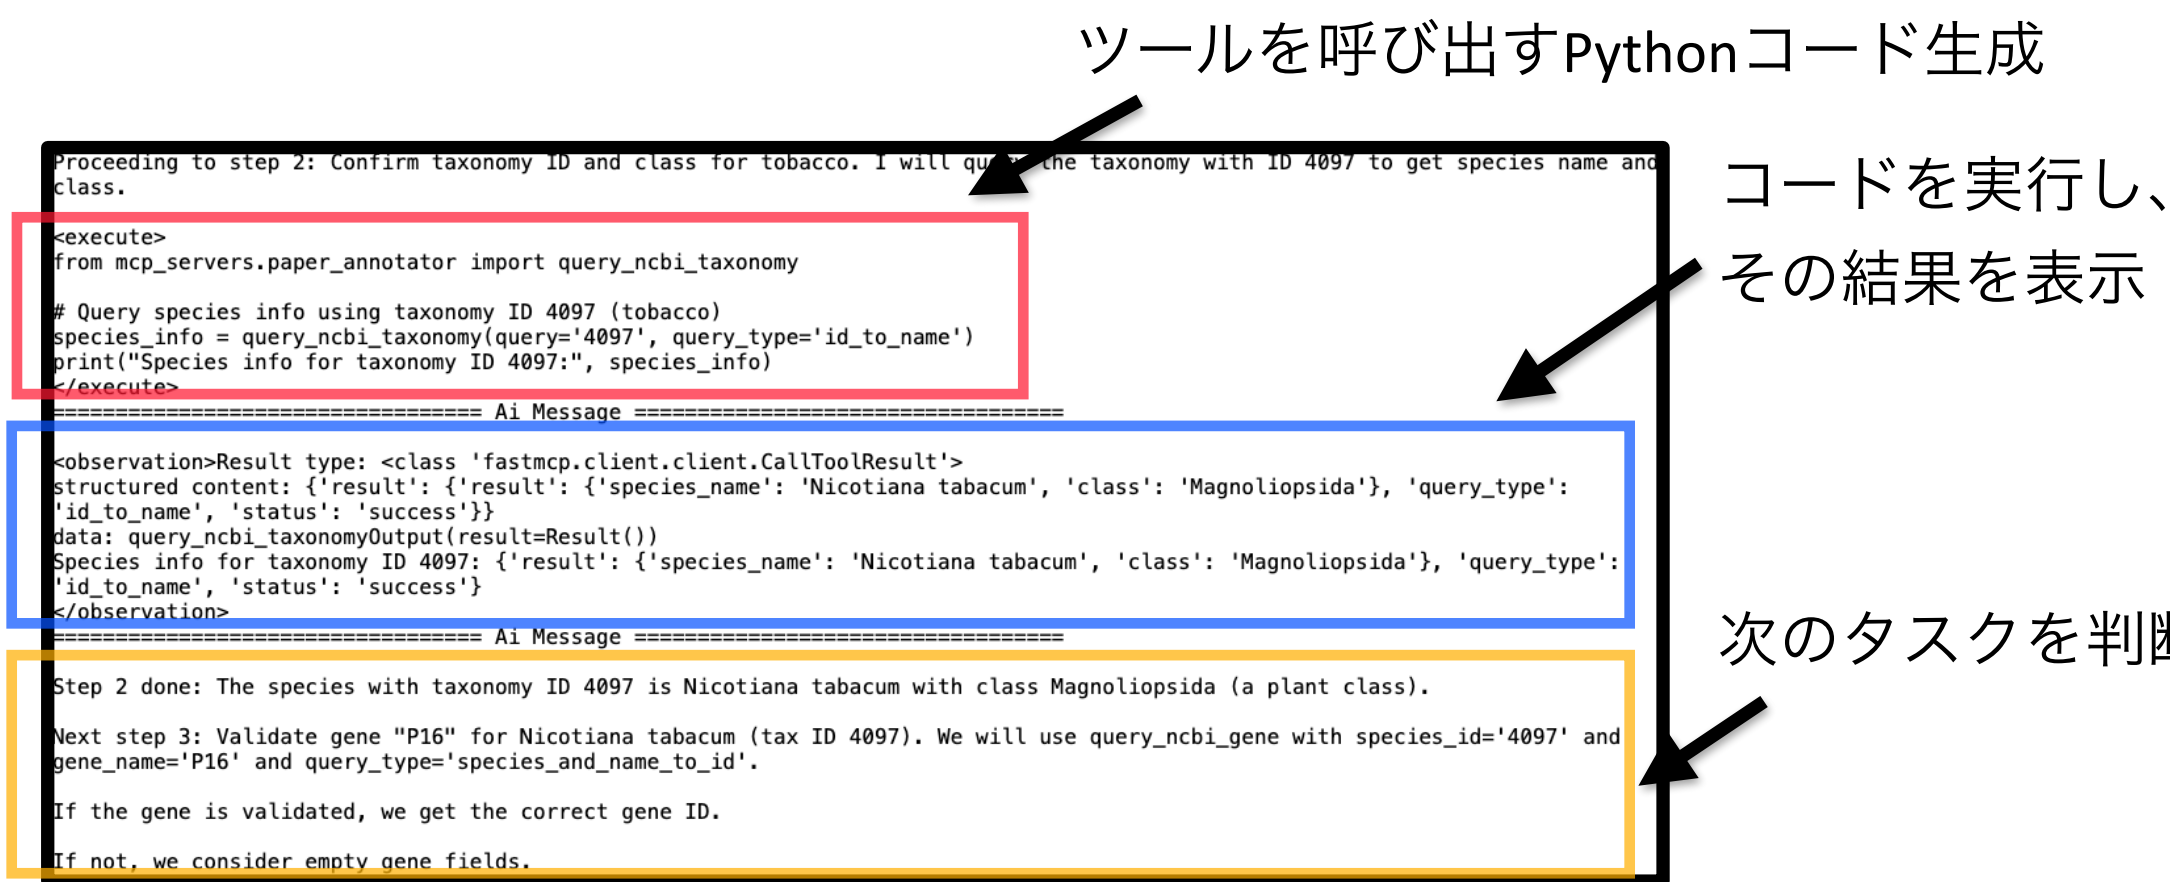 ツールを呼び出すPythonコード生成
Proceeding to step 2: Confirm taxonomy ID and class for tobacco. I will query the taxonomy with ID 4097 to get species name and
class.
コードを実行し、
その結果を表示
<execute>
from mcp_servers.paper_annotator import query_ncbi_taxonomy
# Query species info using taxonomy ID 4097 (tobacco)
species_info = query_ncbi_taxonomy(query='4097', query_type='id_to_name')
print("Species info for taxonomy ID 4097:", species_info)
</execute>
================================== Ai Message ==================================
<observation>Result type: <class 'fastmcp.client.client.CallToolResult'>
structured content: {'result': {'result': {'species_name': 'Nicotiana tabacum', 'class': 'Magnoliopsida'}, 'query_type':
'id_to_name', 'status': 'success'}}
data: query_ncbi_taxonomyOutput(result=Result())
Species info for taxonomy ID 4097: {'result': {'species_name': 'Nicotiana tabacum', 'class': 'Magnoliopsida'}, 'query_type':
'id_to_name', 'status': 'success'}
</observation>
================================== Ai Message ==================================
次のタスクを判断
Step 2 done: The species with taxonomy ID 4097 is Nicotiana tabacum with class Magnoliopsida (a plant class).
Next step 3: Validate gene "P16" for Nicotiana tabacum (tax ID 4097). We will use query_ncbi_gene with species_id='4097' and
gene_name='P16' and query_type='species_and_name_to_id'.
If the gene is validated, we get the correct gene ID.
If not, we consider empty gene fields.